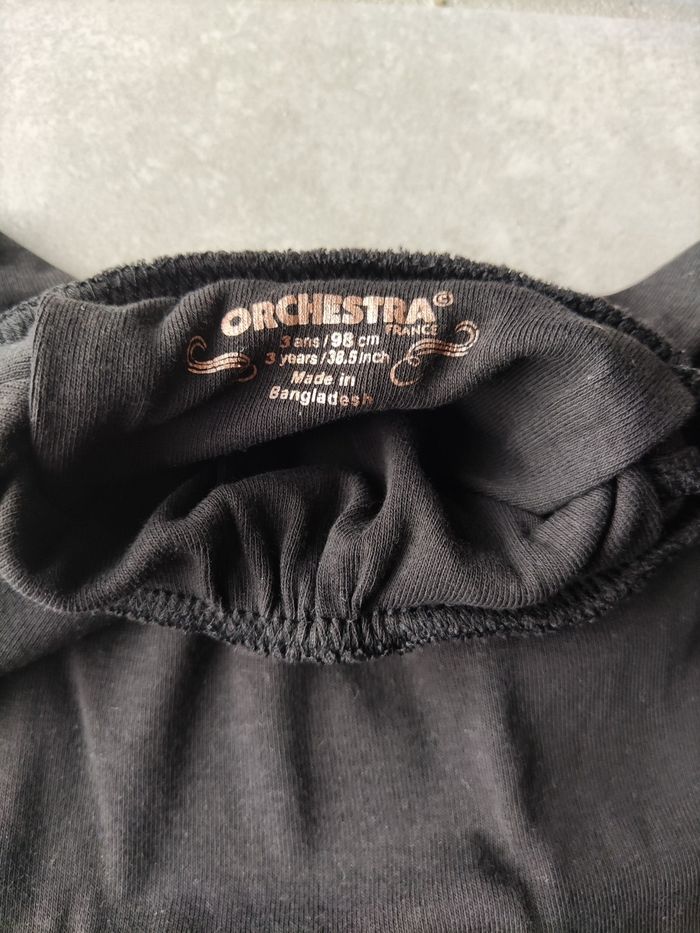 ORCHESTRA©
FRANCE
3 ans / 98 cm
3 years / 38.5 inch
Made in
Bangladesh